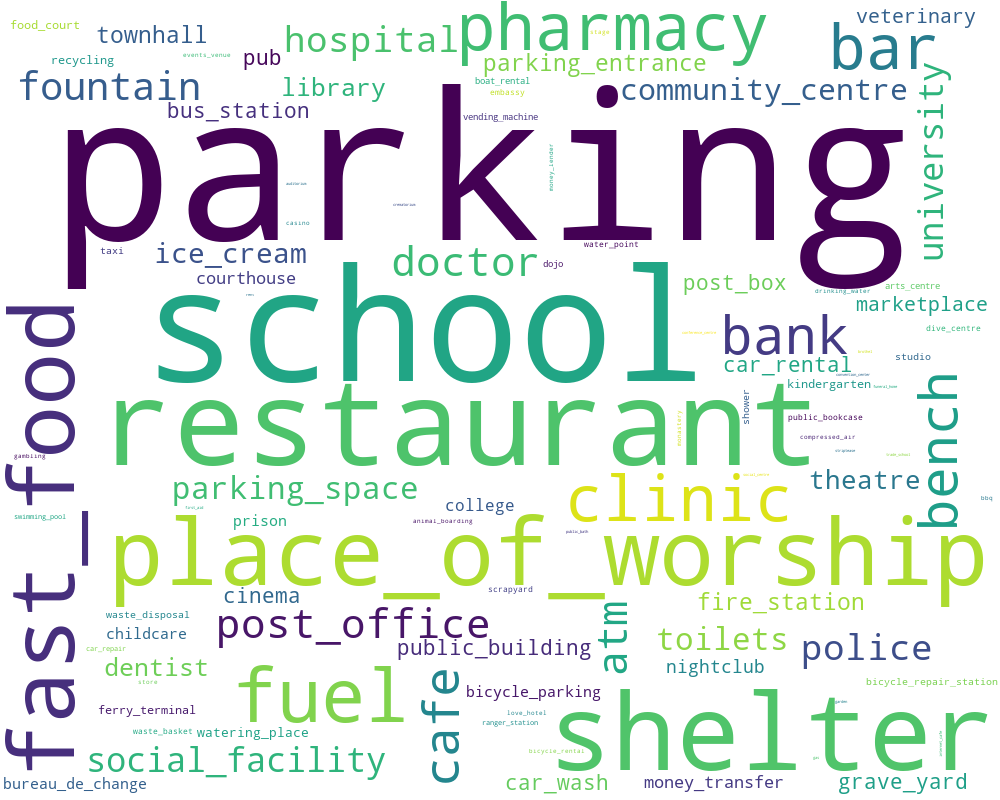 food_court
townhall
hospital
pharmacy
veterinary
bar
recycling
events_venue
pub
stage
parking_entrance
fountain
library
boat_rental
embassy
community_centre
university
bus_station
vending_machine
parking
money_lender
auditorium
crematorium
casino
taxi
ice_cream
courthouse
doctor
dojo
water_point
post_box
drinking_water
arts_centre
marketplace
school
bank
dive_centre
studio
car_rental
kindergarten
fast_food
restaurant
shower
monastery
public_bookcase
compressed_air
bench
gambling
parking_space
clinic
theatre
bbq
swimming_pool
prison
college
animal_boarding
public_bath
place_of_worship
scrapyard
cinema
fire_station
waste_disposal
childcare
post_office
public_building
atm
toilets
police
car_repair
dentist
nightclub
store
fuel
cafe
bicycle_parking
bicycle_repair_station
ferry_terminal
love_hotel
ranger_station
shelter
waste_basket
watering_place
bicycle_rental
social_facility
bureau_de_change
car_wash
money_transfer
grave_yard